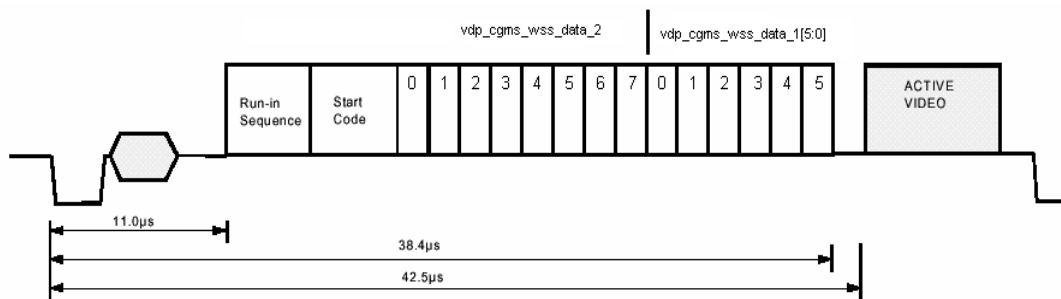 vdp_cgms_wss_data_2 vdp_cgms_wss_data_1[5:0]
Run-in Sequence
Start Code
0 1 2 3 4 5 6 7 0 1 2 3 4 5
ACTIVE VIDEO
11.0µs
38.4µs
42.5µs